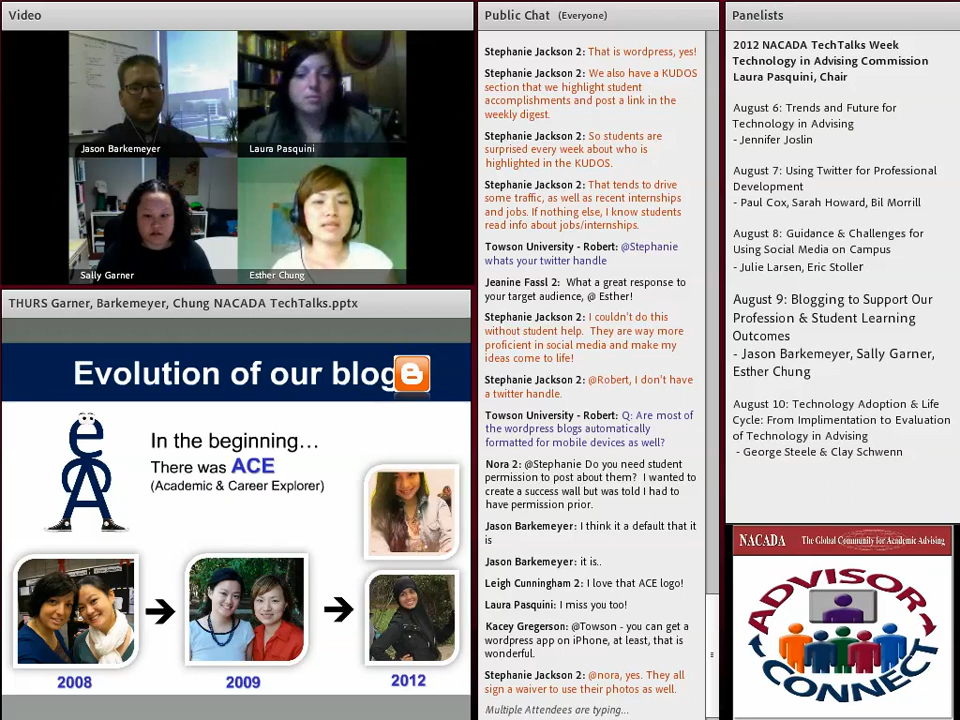 Video
Jason Barkemeyer
Laura Pasquini
Sally Garner
Esther Chung
THURS Garner, Barkemeyer, Chung NACADA TechTalks.pptx
Evolution of our blog
In the beginning…
There was ACE
(Academic & Career Explorer)
2008
2009
2012
Public Chat (Everyone)
Stephanie Jackson 2: That is wordpress, yes!
Stephanie Jackson 2: We also have a KUDOS
section that we highlight student
accomplishments and post a link in the
weekly digest.
Stephanie Jackson 2: So students are
surprised every week about who is
highlighted in the KUDOS.
Stephanie Jackson 2: That tends to drive
some traffic, as well as recent internships
and jobs. If nothing else, I know students
read info about jobs/internships.
Towson University - Robert: @Stephanie
whats your twitter handle
Jeanine Fassl 2: What a great response to
your target audience, @ Esther!
Stephanie Jackson 2: I couldn't do this
without student help. They are way more
proficient in social media and make my
ideas come to life!
Stephanie Jackson 2: @Robert, I don't have
a twitter handle.
Towson University - Robert: Q: Are most of
the wordpress blogs automatically
formatted for mobile devices as well?
Nora 2: @Stephanie Do you need student
permission to post about them? I wanted to
create a success wall but was told I had to
have permission prior.
Jason Barkemeyer: I think it a default that it
is
Jason Barkemeyer: it is..
Leigh Cunningham 2: I love that ACE logo!
Laura Pasquini: I miss you too!
Kacey Gregerson: @Towson - you can get a
wordpress app on iPhone, at least, that is
wonderful.
Stephanie Jackson 2: @nora, yes. They all
sign a waiver to use their photos as well.
Multiple Attendees are typing...
Panelists
2012 NACADA TechTalks Week
Technology in Advising Commission
Laura Pasquini, Chair
August 6: Trends and Future for
Technology in Advising
- Jennifer Joslin
August 7: Using Twitter for Professional
Development
- Paul Cox, Sarah Howard, Bil Morrill
August 8: Guidance & Challenges for
Using Social Media on Campus
- Julie Larsen, Eric Stoller
August 9: Blogging to Support Our
Profession & Student Learning
Outcomes
- Jason Barkemeyer, Sally Garner,
Esther Chung
August 10: Technology Adoption & Life
Cycle: From Implimentation to Evaluation
of Technology in Advising
- George Steele & Clay Schwenn
NACADA The Global Community for Academic Advising
ADVISOR
CONNECT